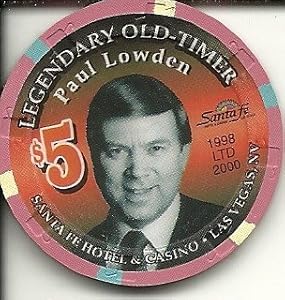 LEGENDARY OLD-TIMER
Paul Lowden
Santa Fe
$5
1998
LTD
2000
SANTA FE HOTEL & CASINO • LAS VEGAS, NV